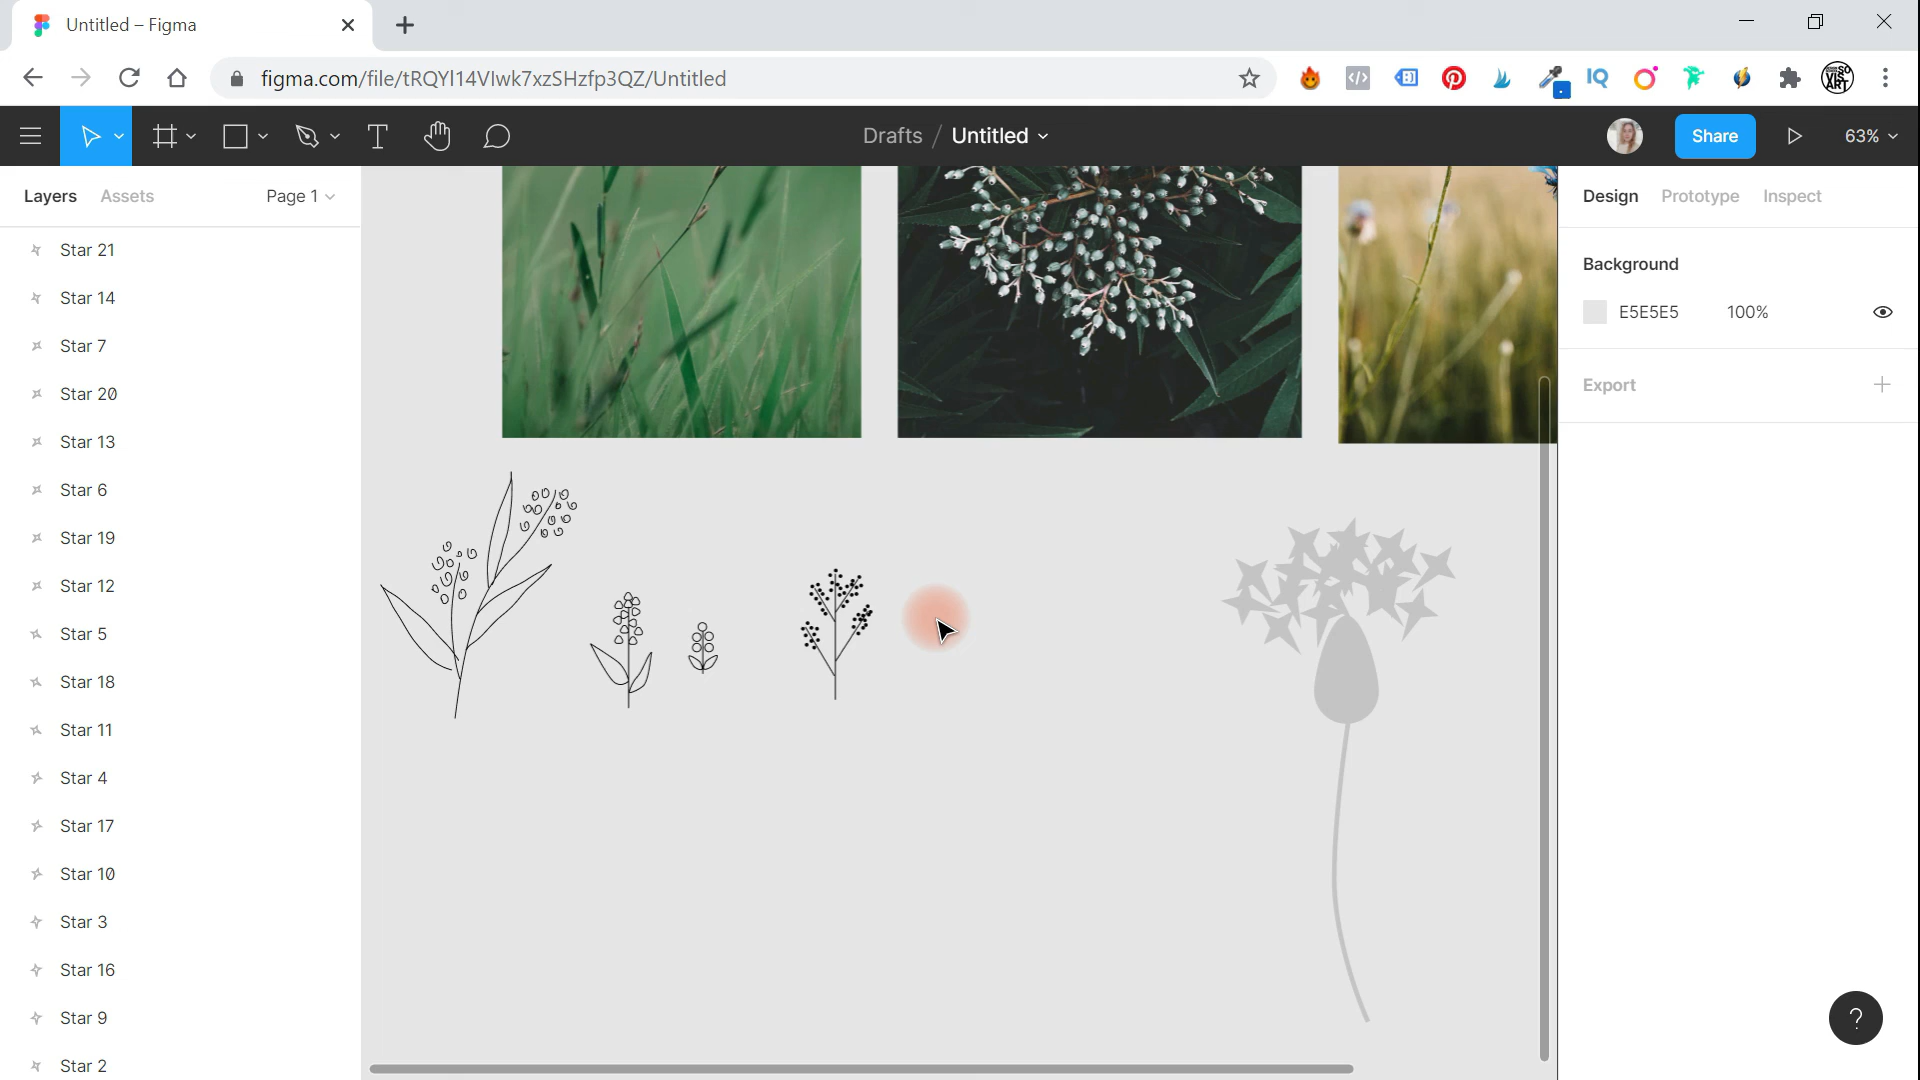 Untitled – Figma
figma.com/file/tRQYl14VIwk7xzSHzfp3QZ/Untitled
Drafts / Untitled
Share
63%
Layers
Assets
Page 1
Design
Prototype
Inspect
Star 21
Star 14
Star 7
Star 20
Star 13
Star 6
Star 19
Star 12
Star 5
Star 18
Star 11
Star 4
Star 17
Star 10
Star 3
Star 16
Star 9
Star 2
Background
E5E5E5
100%
Export
?